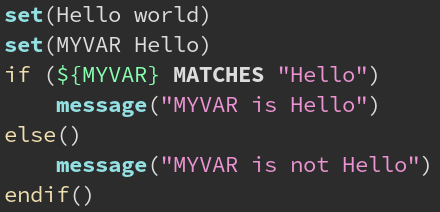 set(Hello world)
set(MYVAR Hello)
if (${MYVAR} MATCHES "Hello")
    message("MYVAR is Hello")
else()
    message("MYVAR is not Hello")
endif()